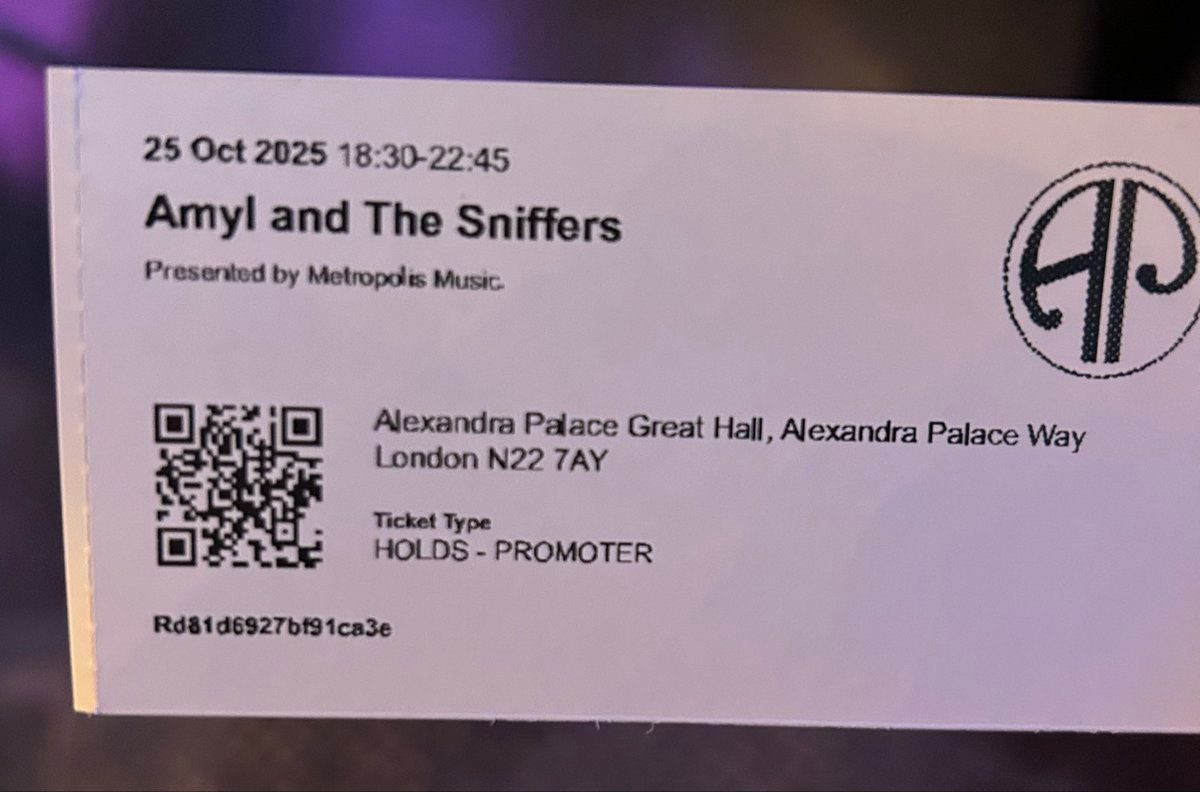 25 Oct 2025 18:30-22:45
Amyl and The Sniffers
Presented by Metropolis Music.
AP
Alexandra Palace Great Hall, Alexandra Palace Way
London N22 7AY
Ticket Type
HOLDS - PROMOTER
Rd81d6927bf91ca3e